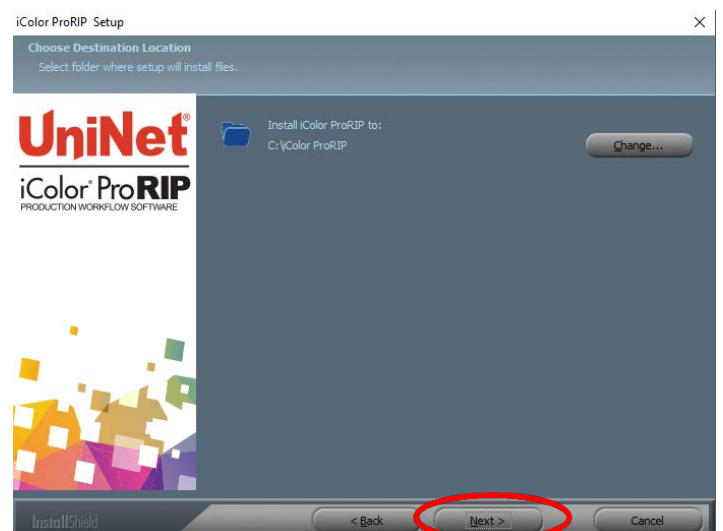 iColor ProRIP Setup
Choose Destination Location
Select folder where setup will install files.
UniNet®
iColor® ProRIP
PRODUCTION WORKFLOW SOFTWARE
Install iColor ProRIP to:
C:\iColor ProRIP
Change...
InstallShield
< Back
Next >
Cancel